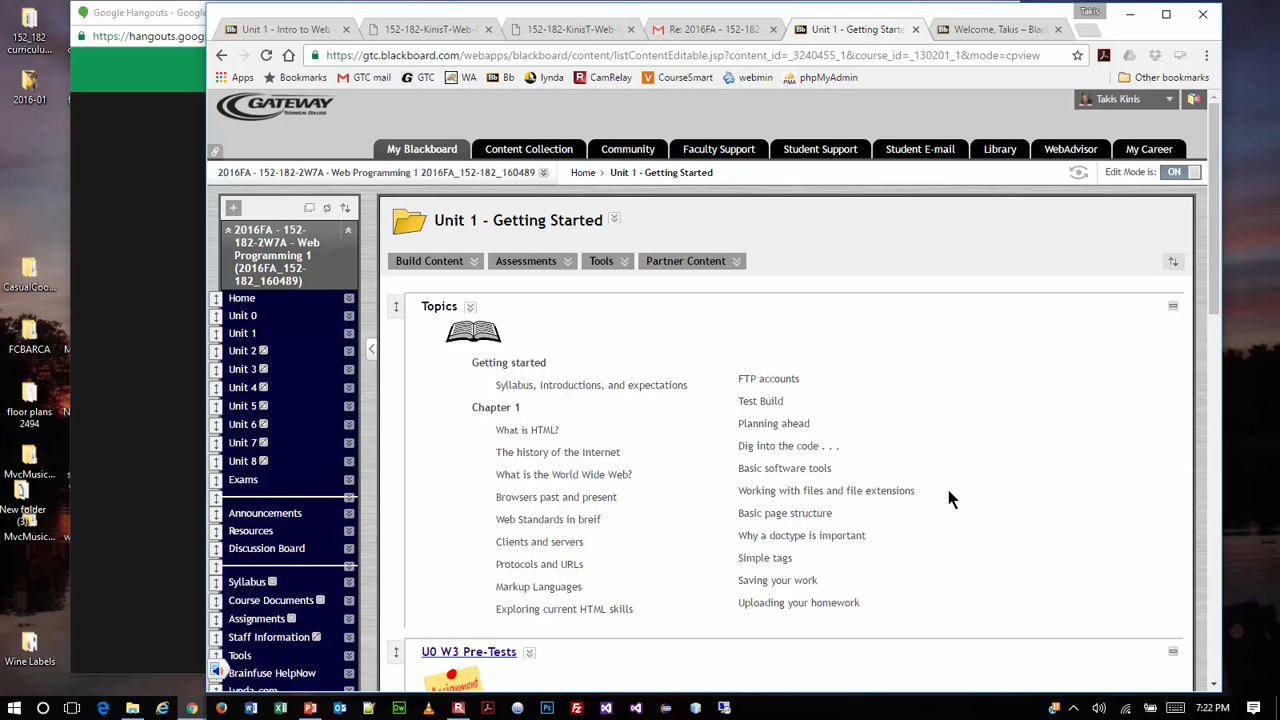 152_182
curriculu...
2016-01
CasualCoo...
FCBARCA
floor plans
2494
MvcMusic...
New folder
MvcMusic...
Wine Labels
Google Hangouts - Google
https://hangouts.goog
Unit 1 - Intro to Web
152-182-KinisT-Web-
152-182-KinisT-Web-
Re: 2016FA - 152-182
Unit 1 - Getting Starte
Welcome, Takis – Blac
Takis
https://gtc.blackboard.com/webapps/blackboard/content/listContentEditable.jsp?content_id=_3240455_1&course_id=_130201_1&mode=cpview
Apps
Bookmarks
GTC mail
GTC
WA
Bb
lynda
CamRelay
CourseSmart
webmin
phpMyAdmin
Other bookmarks
GATEWAY
TECHNICAL COLLEGE
Takis Kinis
My Blackboard
Content Collection
Community
Faculty Support
Student Support
Student E-mail
Library
WebAdvisor
My Career
2016FA - 152-182-2W7A - Web Programming 1 2016FA_152-182_160489
Home
Unit 1 - Getting Started
Edit Mode is:
ON
2016FA - 152-
182-2W7A - Web
Programming 1
(2016FA_152-
182_160489)
Home
Unit 0
Unit 1
Unit 2
Unit 3
Unit 4
Unit 5
Unit 6
Unit 7
Unit 8
Exams
Announcements
Resources
Discussion Board
Syllabus
Course Documents
Assignments
Staff Information
Tools
Brainfuse HelpNow
Lynda.com
Unit 1 - Getting Started
Build Content
Assessments
Tools
Partner Content
Topics
Getting started
Syllabus, Introductions, and expectations
Chapter 1
What is HTML?
The history of the Internet
What is the World Wide Web?
Browsers past and present
Web Standards in breif
Clients and servers
Protocols and URLs
Markup Languages
Exploring current HTML skills
FTP accounts
Test Build
Planning ahead
Dig into the code . . .
Basic software tools
Working with files and file extensions
Basic page structure
Why a doctype is important
Simple tags
Saving your work
Uploading your homework
U0 W3 Pre-Tests
Assignment
7:22 PM